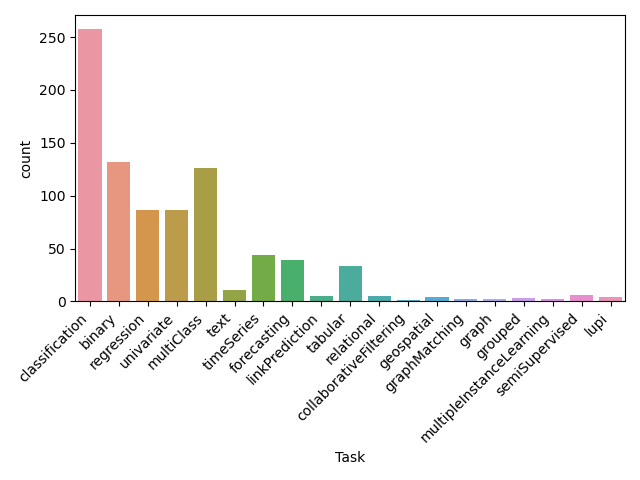 250
200
150
100
50
0
count
classification
binary
regression
univariate
multiClass
text
timeSeries
forecasting
linkPrediction
tabular
relational
collaborativeFiltering
geospatial
graphMatching
graph
grouped
multipleInstanceLearning
semiSupervised
lupi
Task